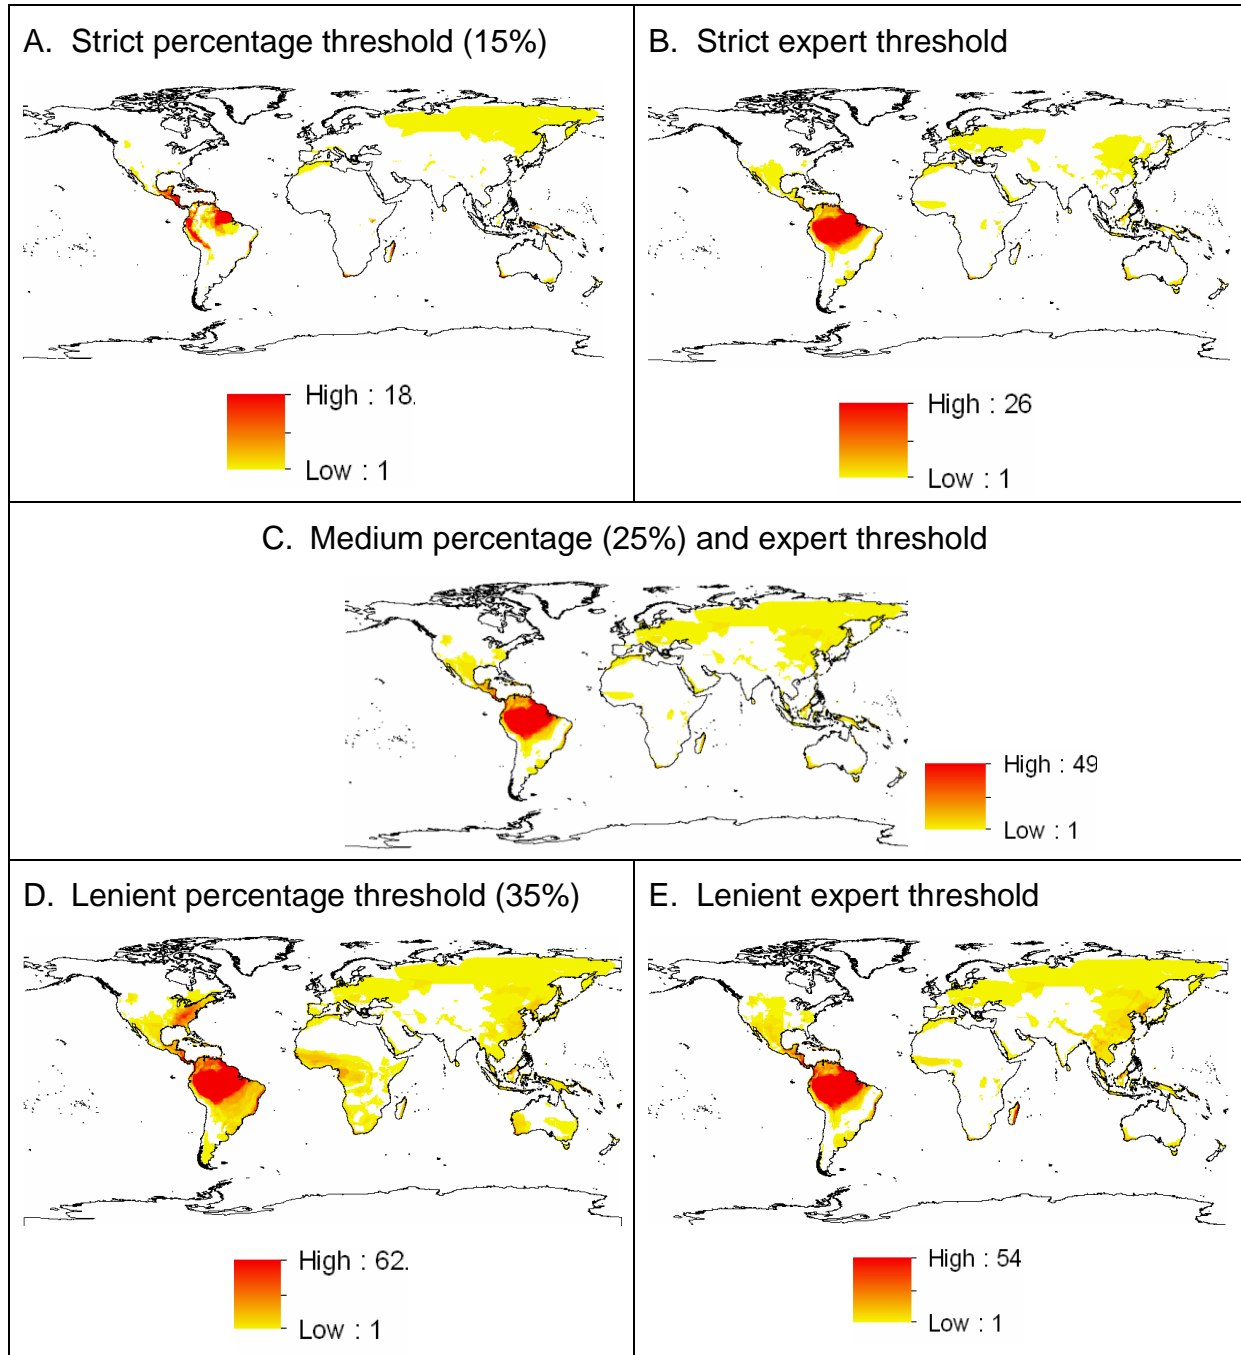 A. Strict percentage threshold (15%)
B. Strict expert threshold
High : 18.
Low : 1
High : 26
Low : 1
C. Medium percentage (25%) and expert threshold
High : 49
Low : 1
D. Lenient percentage threshold (35%)
E. Lenient expert threshold
High : 62.
Low : 1
High : 54
Low : 1